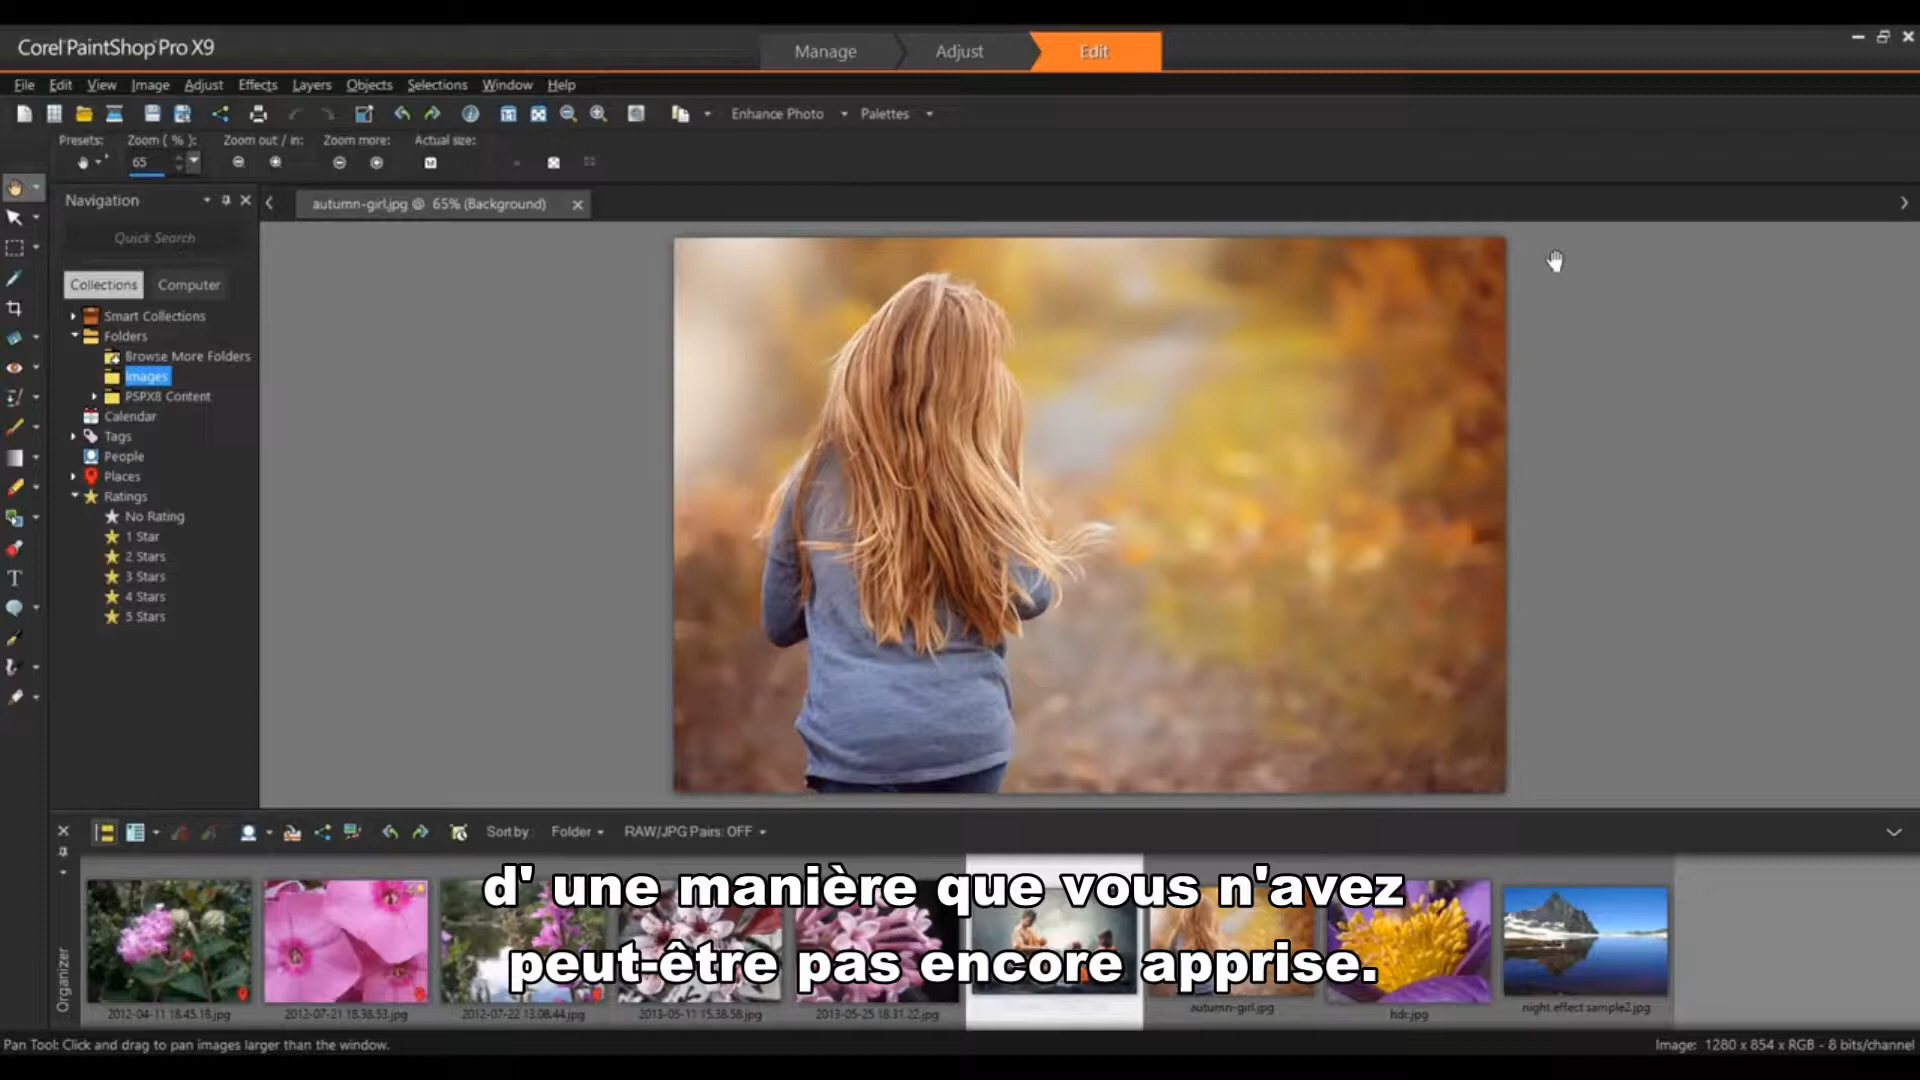 Corel PaintShop Pro X9
Manage Adjust Edit
File Edit View Image Adjust Effects Layers Objects Selections Window Help
Enhance Photo Palettes
Presets: Zoom ( % ): Zoom out / in: Zoom more: Actual size:
65
Navigation
autumn-girl.jpg @ 65% (Background)
Quick Search
Collections Computer
Smart Collections
Folders
Browse More Folders
Images
PSPX8 Content
Calendar
Tags
People
Places
Ratings
No Rating
1 Star
2 Stars
3 Stars
4 Stars
5 Stars
Sort by: Folder RAW/JPG Pairs: OFF
Organizer
d' une manière que vous n'avez
peut-être pas encore apprise.
2012-04-11 18.45.18.jpg 2012-07-21 18.38.53.jpg 2012-07-22 13.08.44.jpg 2013-05-11 15.38.58.jpg 2013-05-25 18.31.22.jpg autumn-girl.jpg hdr.jpg night effect sample2.jpg
Pan Tool: Click and drag to pan images larger than the window.
Image: 1280 x 854 x RGB - 8 bits/channel